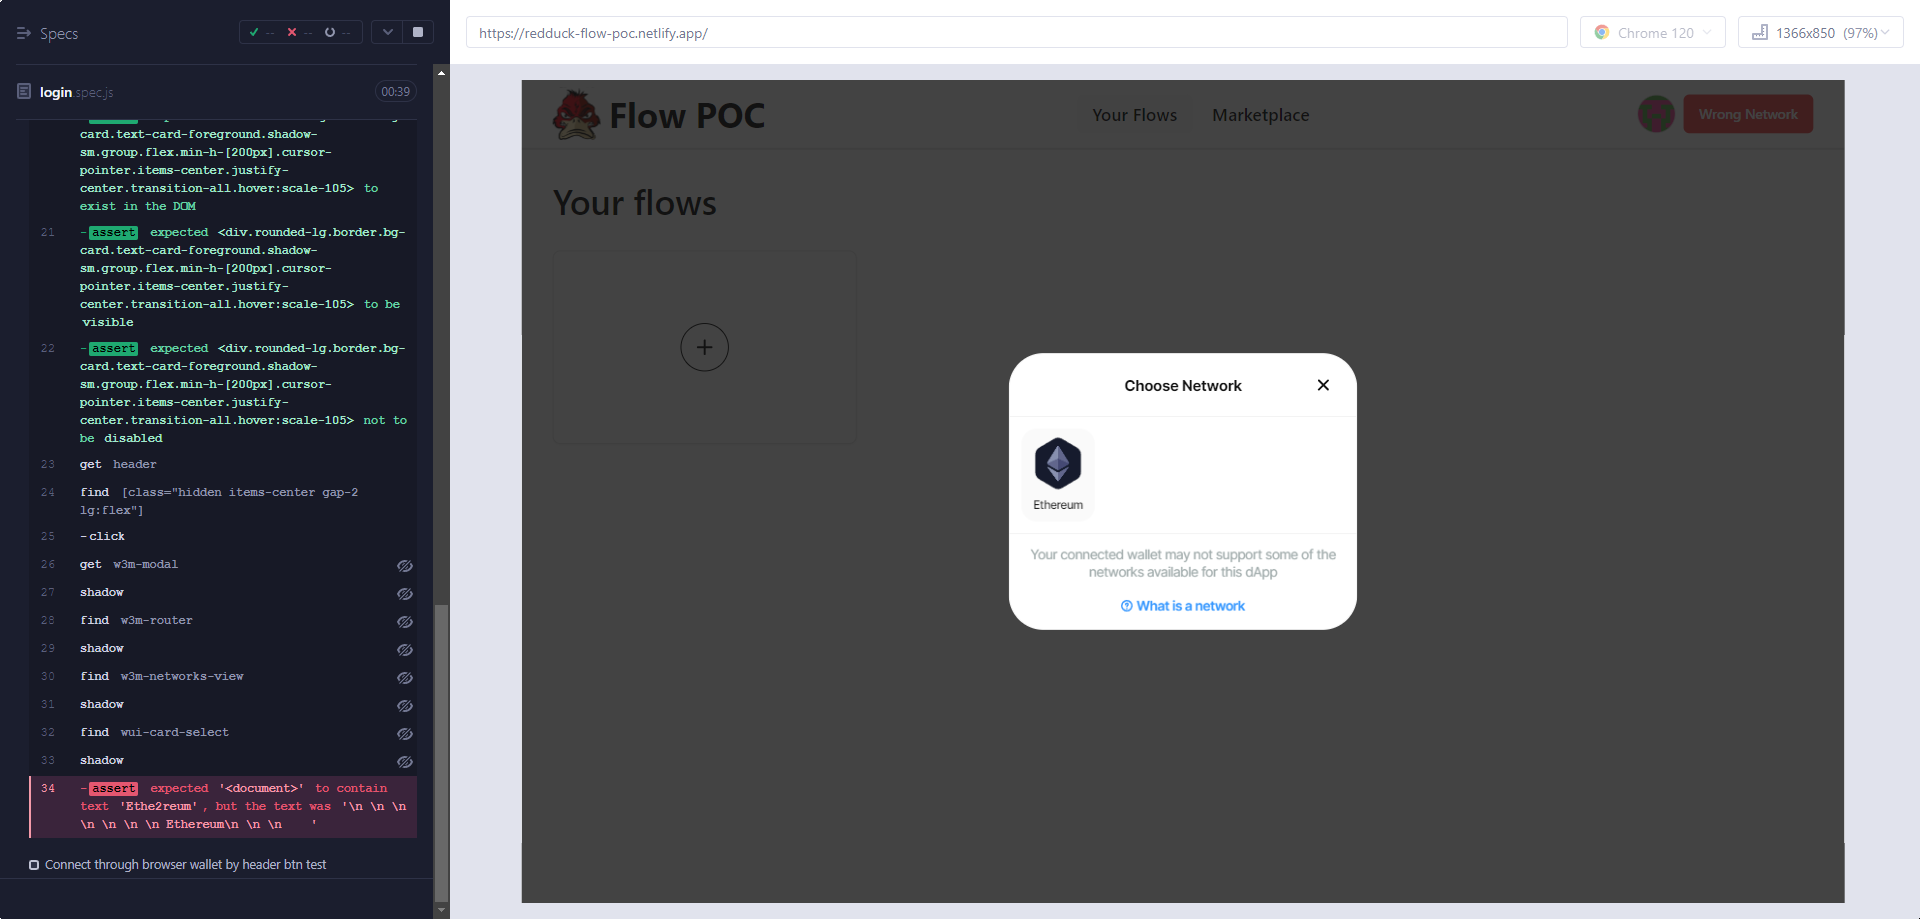 Specs
-- -- --
https://redduck-flow-poc.netlify.app/
Chrome 120
1366x850 (97%)
login.spec.js
00:39
card.text-card-foreground.shadow-
sm.group.flex.min-h-[200px].cursor-
pointer.items-center.justify-
center.transition-all.hover:scale-105> to
exist in the DOM
21 -assert expected <div.rounded-lg.border.bg-
card.text-card-foreground.shadow-
sm.group.flex.min-h-[200px].cursor-
pointer.items-center.justify-
center.transition-all.hover:scale-105> to be
visible
22 -assert expected <div.rounded-lg.border.bg-
card.text-card-foreground.shadow-
sm.group.flex.min-h-[200px].cursor-
pointer.items-center.justify-
center.transition-all.hover:scale-105> not to
be disabled
23 get header
24 find [class="hidden items-center gap-2
lg:flex"]
25 -click
26 get w3m-modal
27 shadow
28 find w3m-router
29 shadow
30 find w3m-networks-view
31 shadow
32 find wui-card-select
33 shadow
34 -assert expected '<document>' to contain
text 'Ethe2reum', but the text was '\n \n \n
\n \n \n \n Ethereum\n \n \n '
Connect through browser wallet by header btn test
Flow POC
Your Flows
Marketplace
Wrong Network
Your flows
Choose Network
Ethereum
Your connected wallet may not support some of the
networks available for this dApp
What is a network